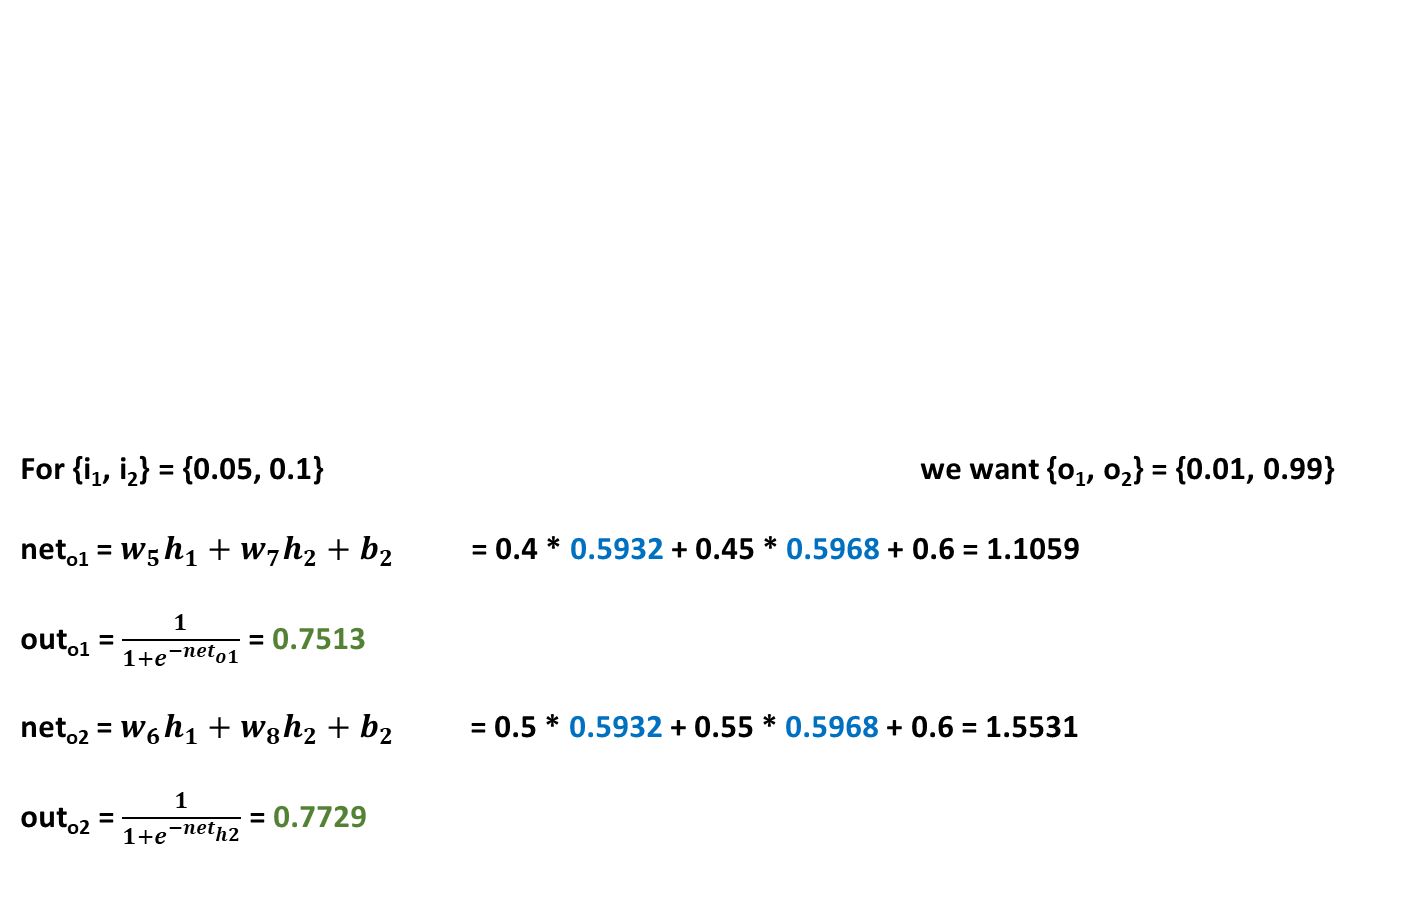 For {i₁, i₂} = {0.05, 0.1} we want {o₁, o₂} = {0.01, 0.99}
netₒ₁ = w₅h₁ + w₇h₂ + b₂ = 0.4 * 0.5932 + 0.45 * 0.5968 + 0.6 = 1.1059
outₒ₁ = 1/(1+e^(−netₒ₁)) = 0.7513
netₒ₂ = w₆h₁ + w₈h₂ + b₂ = 0.5 * 0.5932 + 0.55 * 0.5968 + 0.6 = 1.5531
outₒ₂ = 1/(1+e^(−netₕ₂)) = 0.7729